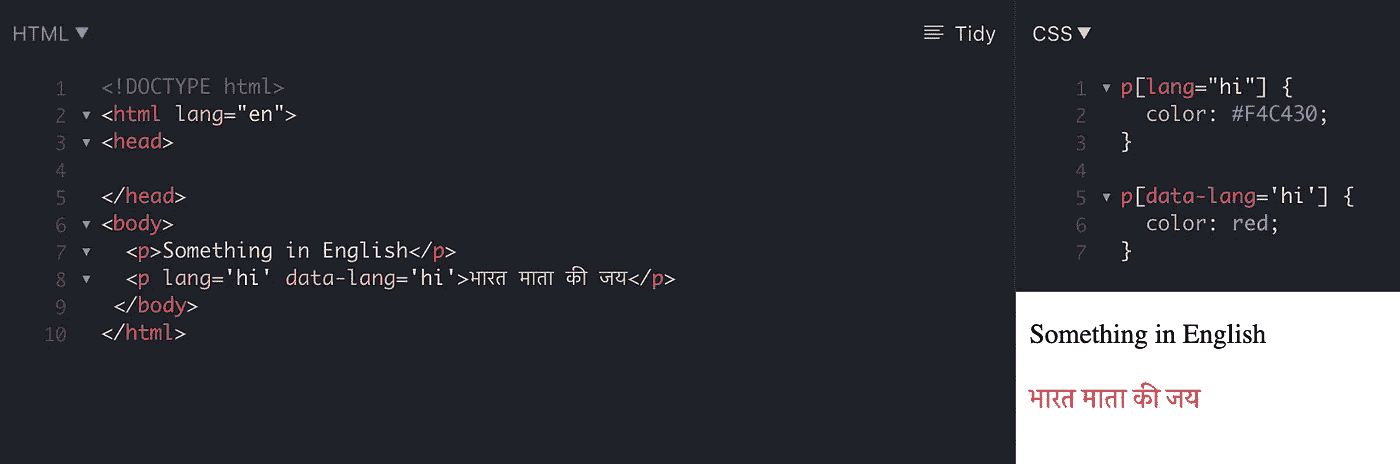 HTML ▼
Tidy
1 <!DOCTYPE html>
2 ▼ <html lang="en">
3 ▼ <head>
4
5 </head>
6 ▼ <body>
7 ▼ <p>Something in English</p>
8 ▼ <p lang='hi' data-lang='hi'>भारत माता की जय</p>
9 </body>
10 </html>
CSS ▼
1 ▼ p[lang="hi"] {
2 color: #F4C430;
3 }
4
5 ▼ p[data-lang='hi'] {
6 color: red;
7 }
Something in English
भारत माता की जय